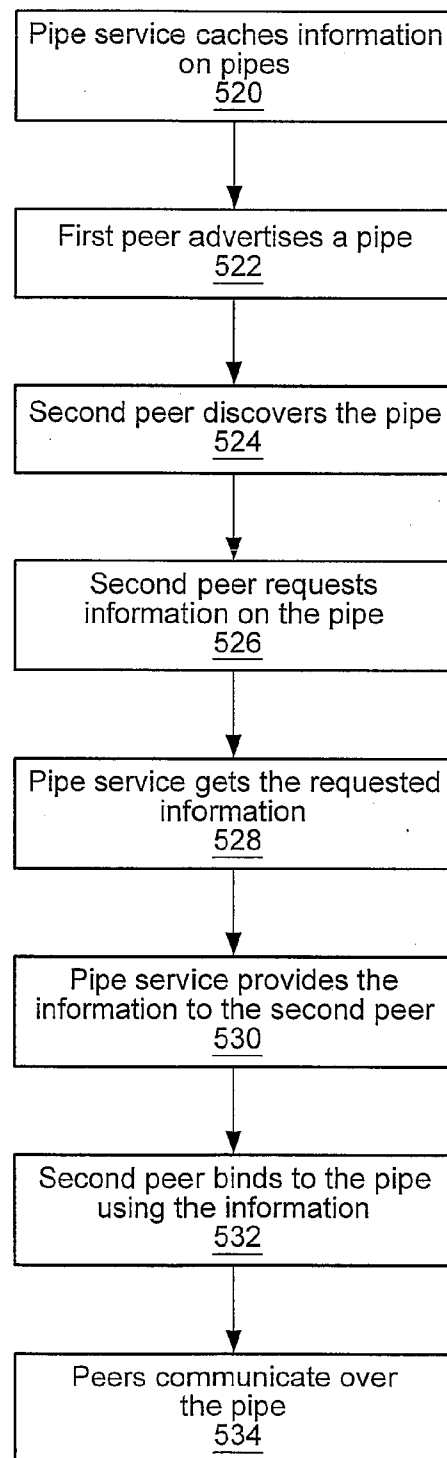 Pipe service caches information
on pipes
520
First peer advertises a pipe
522
Second peer discovers the pipe
524
Second peer requests
information on the pipe
526
Pipe service gets the requested
information
528
Pipe service provides the
information to the second peer
530
Second peer binds to the pipe
using the information
532
Peers communicate over
the pipe
534